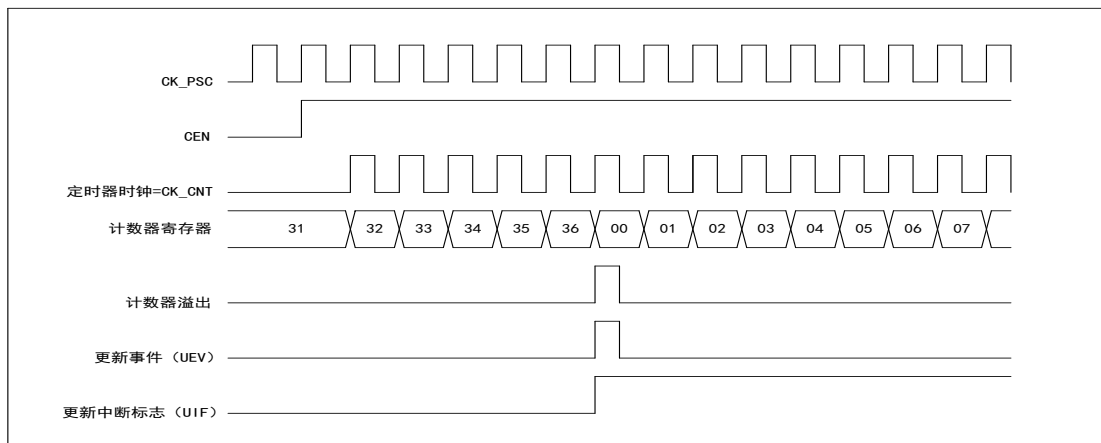 CK_PSC
CEN
定时器时钟=CK_CNT
计数器寄存器 31 32 33 34 35 36 00 01 02 03 04 05 06 07
计数器溢出
更新事件（UEV）
更新中断标志（UIF）